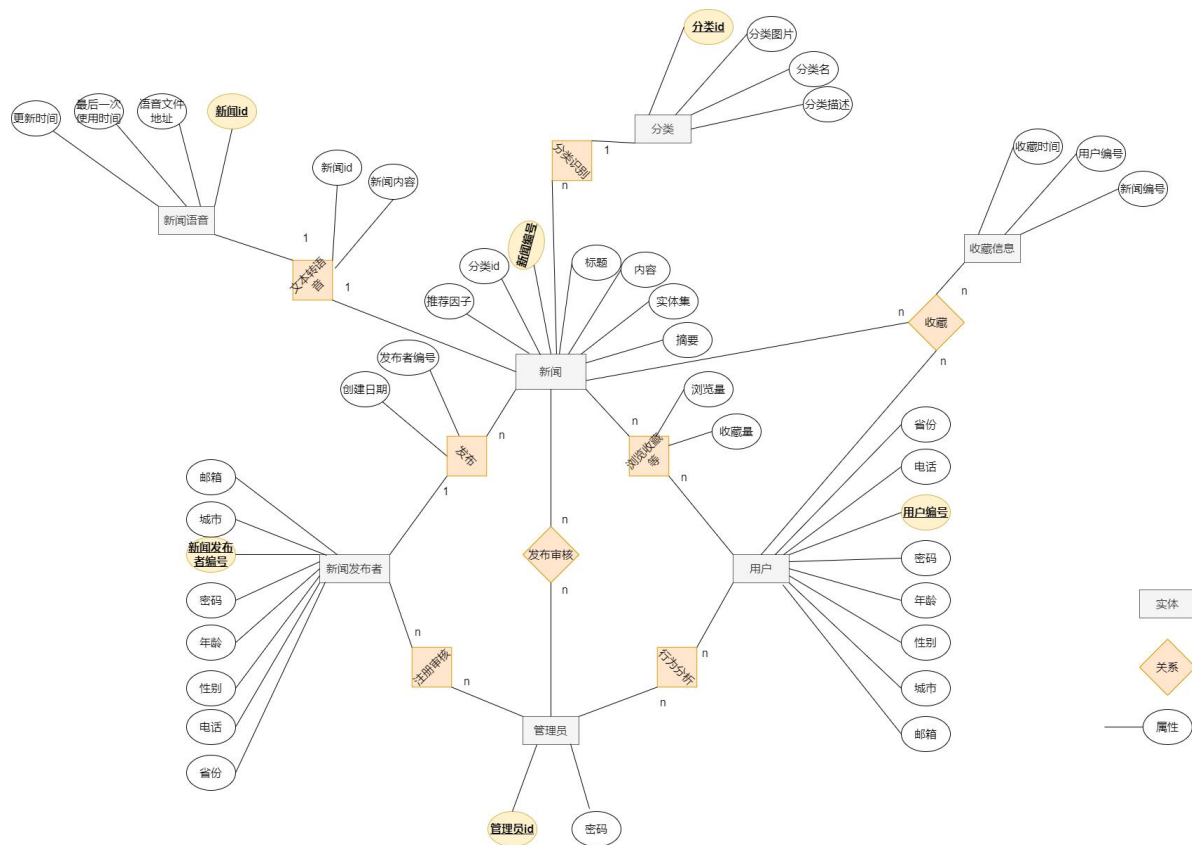 分类id
分类图片
分类名
分类描述
分类
新闻id
语音文件
地址
最后一次
使用时间
更新时间
新闻语音
1
分类识别
n
新闻id
新闻内容
1
文本转语
音
1
收藏时间
用户编号
新闻编号
收藏信息
n
收藏
n
n
新闻编号
标题
内容
实体集
摘要
分类id
推荐因子
新闻
发布者编号
创建日期
n
发布
1
浏览量
收藏量
n
浏览收藏
等
n
邮箱
城市
新闻发布
者编号
密码
年龄
性别
电话
省份
新闻发布者
n
发布审核
n
省份
电话
用户编号
密码
年龄
性别
城市
邮箱
用户
n
注册审核
n
n
行为分析
n
管理员
管理员id
密码
实体
关系
属性